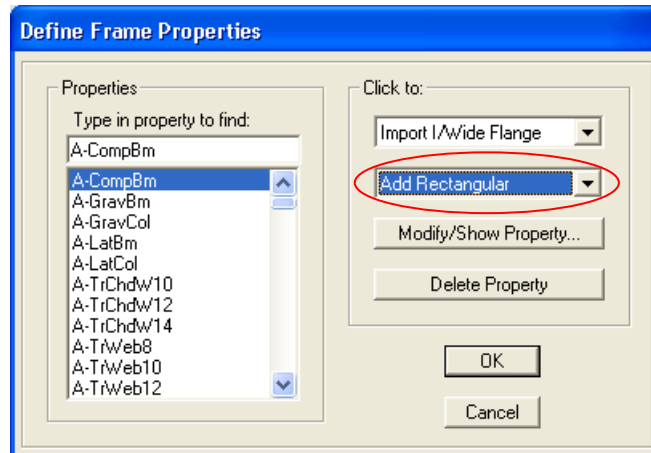 Define Frame Properties
Properties
Type in property to find:
A-CompBm
A-CompBm
A-GravBm
A-GravCol
A-LatBm
A-LatCol
A-TrChdW10
A-TrChdW12
A-TrChdW14
A-TrWeb8
A-TrWeb10
A-TrWeb12
Click to:
Import I/Wide Flange
Add Rectangular
Modify/Show Property...
Delete Property
OK
Cancel